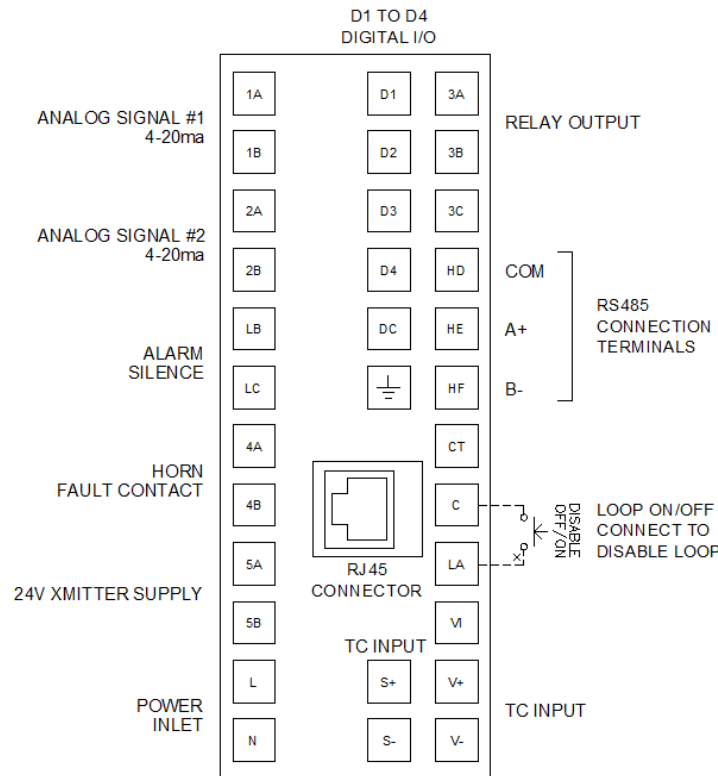 D1 TO D4
DIGITAL I/O
1A
D1
3A
ANALOG SIGNAL #1
4-20ma
RELAY OUTPUT
1B
D2
3B
2A
D3
3C
ANALOG SIGNAL #2
4-20ma
2B
D4
HD
COM
LB
DC
HE
A+
RS485
CONNECTION
TERMINALS
ALARM
SILENCE
LC
HF
B-
4A
CT
HORN
FAULT CONTACT
4B
C
DISABLE
OFF/ON
LOOP ON/OFF
CONNECT TO
DISABLE LOOP
5A
RJ45
CONNECTOR
LA
24V XMITTER SUPPLY
5B
VI
TC INPUT
L
S+
V+
POWER
INLET
TC INPUT
N
S-
V-